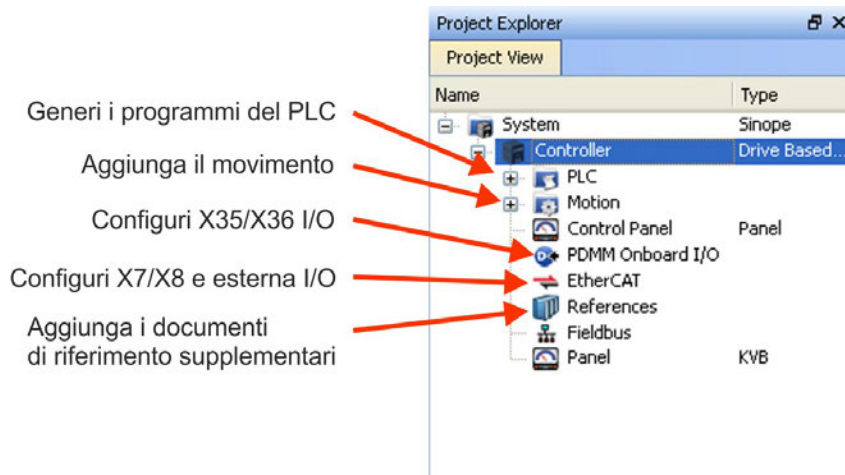 Project Explorer
Project View
Name Type
Generi i programmi del PLC
Aggiunga il movimento
Configuri X35/X36 I/O
Configuri X7/X8 e esterna I/O
Aggiunga i documenti
di riferimento supplementari
System Sinope
Controller Drive Based...
PLC
Motion
Control Panel Panel
PDMM Onboard I/O
EtherCAT
References
Fieldbus
Panel KVB